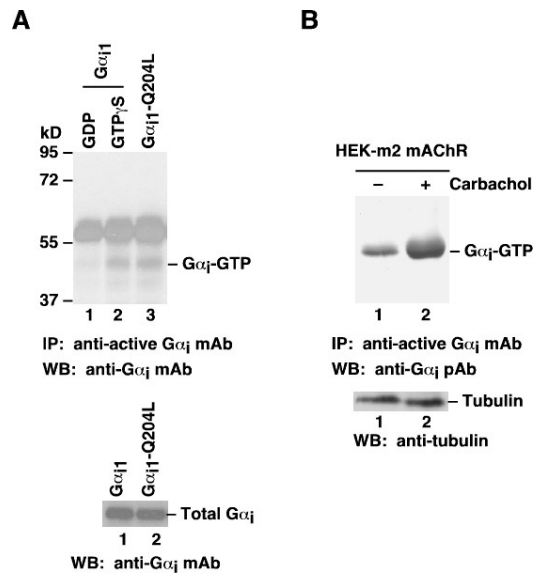 A
Gαi1
GDP
GTPγS
Gαi1-Q204L
kD
95
72
55
Gαi-GTP
37
1 2 3
IP: anti-active Gαi mAb
WB: anti-Gαi mAb
Gαi1
Gαi1-Q204L
Total Gαi
1 2
WB: anti-Gαi mAb
B
HEK-m2 mAChR
– + Carbachol
Gαi-GTP
1 2
IP: anti-active Gαi mAb
WB: anti-Gαi pAb
Tubulin
1 2
WB: anti-tubulin